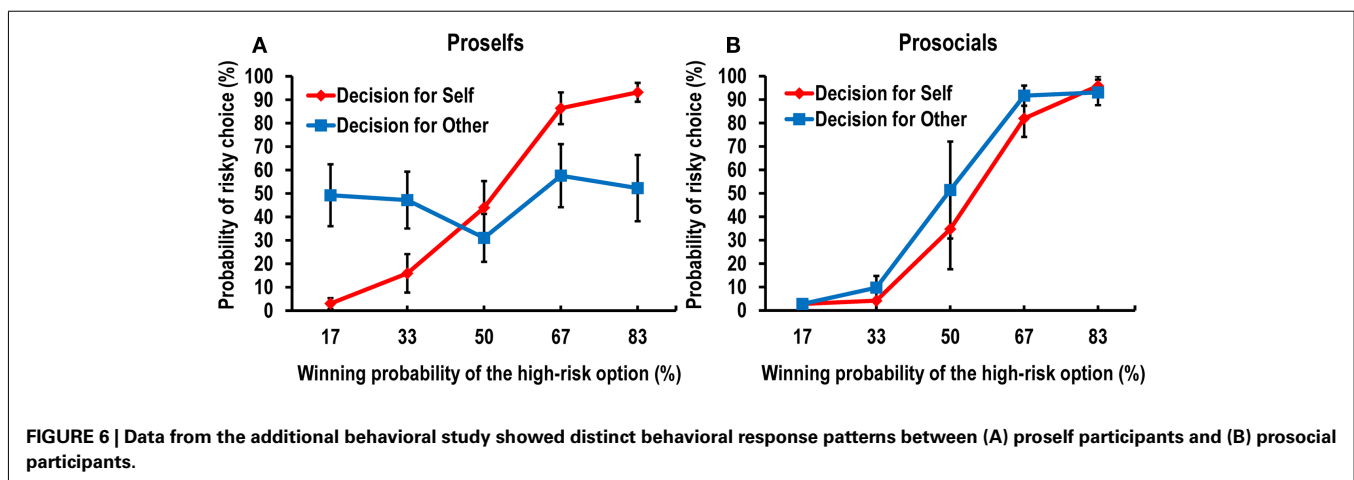 A
Proselfs
Probability of risky choice (%)
100
90
80
70
60
50
40
30
20
10
0
Decision for Self
Decision for Other
17 33 50 67 83
Winning probability of the high-risk option (%)
B
Prosocials
Probability of risky choice (%)
100
90
80
70
60
50
40
30
20
10
0
Decision for Self
Decision for Other
17 33 50 67 83
Winning probability of the high-risk option (%)
FIGURE 6 | Data from the additional behavioral study showed distinct behavioral response patterns between (A) proself participants and (B) prosocial
participants.